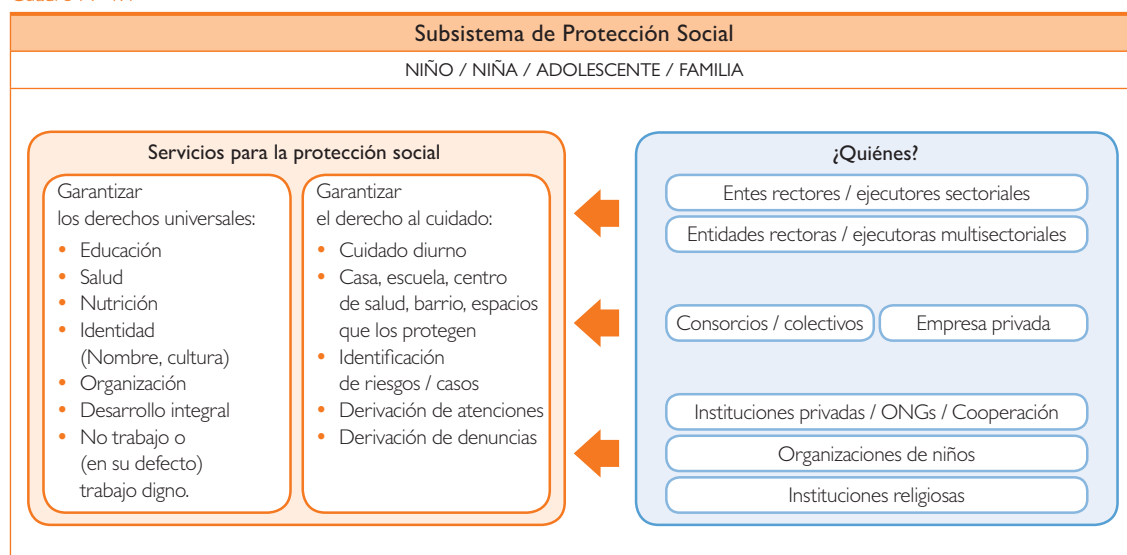 Subsistema de Protección Social
NIÑO / NIÑA / ADOLESCENTE / FAMILIA
Servicios para la protección social
Garantizar
los derechos universales:
• Educación
• Salud
• Nutrición
• Identidad
(Nombre, cultura)
• Organización
• Desarrollo integral
• No trabajo o
(en su defecto)
trabajo digno.
Garantizar
el derecho al cuidado:
• Cuidado diurno
• Casa, escuela, centro
de salud, barrio, espacios
que los protegen
• Identificación
de riesgos / casos
• Derivación de atenciones
• Derivación de denuncias
¿Quiénes?
Entes rectores / ejecutores sectoriales
Entidades rectoras / ejecutoras multisectoriales
Consorcios / colectivos
Empresa privada
Instituciones privadas / ONGs / Cooperación
Organizaciones de niños
Instituciones religiosas